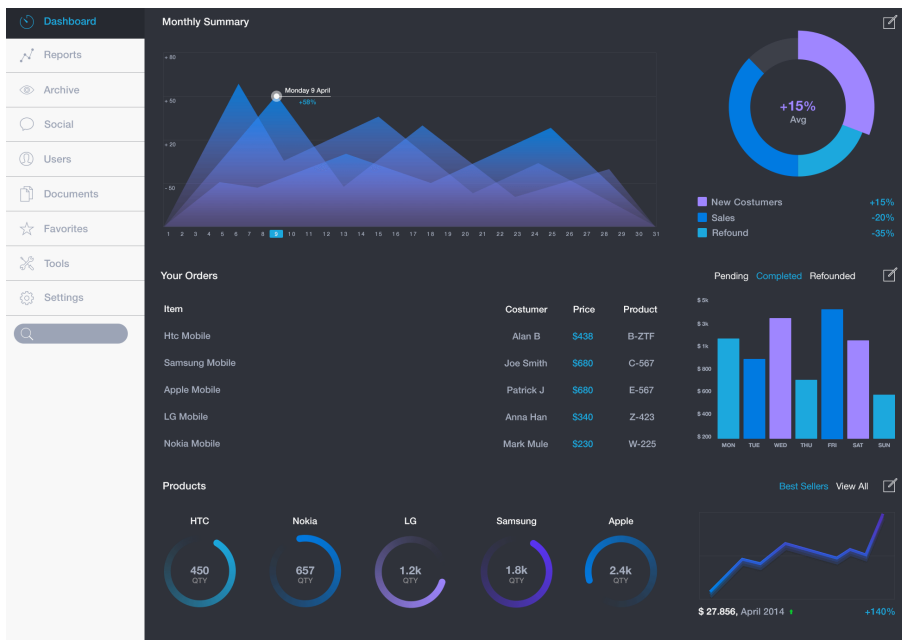 Dashboard
Reports
Archive
Social
Users
Documents
Favorites
Tools
Settings
Monthly Summary
+ 80
+ 50
+ 20
- 50
Monday 9 April
+58%
1 2 3 4 5 6 7 8 9 10 11 12 13 14 15 16 17 18 19 20 21 22 23 24 25 26 27 28 29 30 31
+15%
Avg
New Costumers +15%
Sales -20%
Refound -35%
Your Orders
Item Costumer Price Product
Htc Mobile Alan B $438 B-ZTF
Samsung Mobile Joe Smith $680 C-567
Apple Mobile Patrick J $680 E-567
LG Mobile Anna Han $340 Z-423
Nokia Mobile Mark Mule $230 W-225
Pending Completed Refounded
$ 5k
$ 3k
$ 1k
$ 800
$ 600
$ 400
$ 200
MON TUE WED THU FRI SAT SUN
Products
HTC Nokia LG Samsung Apple
450 657 1.2k 1.8k 2.4k
QTY QTY QTY QTY QTY
Best Sellers View All
$ 27.856, April 2014 +140%